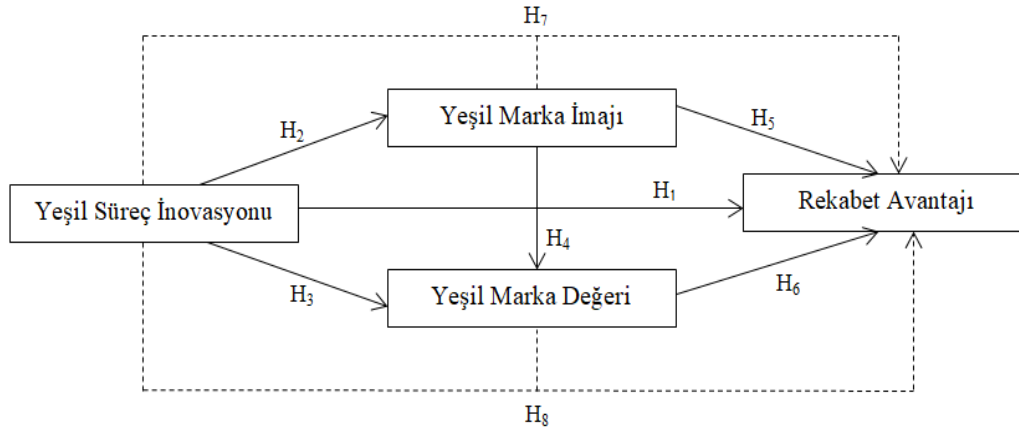 H₇
Yeşil Marka İmajı
H₂
H₅
Yeşil Süreç İnovasyonu
H₁
Rekabet Avantajı
H₄
H₃
Yeşil Marka Değeri
H₆
H₈